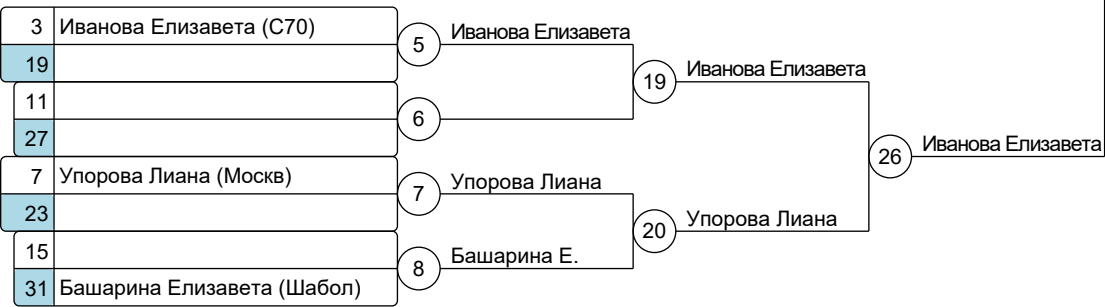 3 Иванова Елизавета (С70)
19
11
27
7 Упорова Лиана (Москв)
23
15
31 Башарина Елизавета (Шабол)
5 Иванова Елизавета
6
7 Упорова Лиана
8 Башарина Е.
19 Иванова Елизавета
20 Упорова Лиана
26 Иванова Елизавета